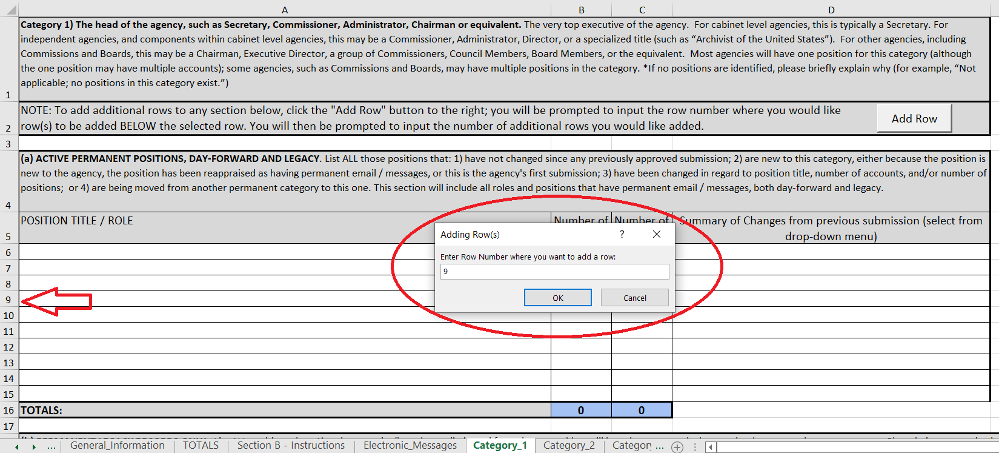 A B C D
1 Category 1) The head of the agency, such as Secretary, Commissioner, Administrator, Chairman or equivalent. The very top executive of the agency.  For cabinet level agencies, this is typically a Secretary. For
independent agencies, and components within cabinet level agencies, this may be a Commissioner, Administrator, Director, or a specialized title (such as “Archivist of the United States”).  For other agencies, including
Commissions and Boards, this may be a Chairman, Executive Director, a group of Commissioners, Council Members, Board Members, or the equivalent.  Most agencies will have one position for this category (although
the one position may have multiple accounts); some agencies, such as Commissions and Boards, may have multiple positions in the category. *If no positions are identified, please briefly explain why (for example, “Not
applicable; no positions in this category exist.”)
2 NOTE: To add additional rows to any section below, click the "Add Row" button to the right; you will be prompted to input the row number where you would like
row(s) to be added BELOW the selected row. You will then be prompted to input the number of additional rows you would like added.
Add Row
3
4 (a) ACTIVE PERMANENT POSITIONS, DAY-FORWARD AND LEGACY. List ALL those positions that: 1) have not changed since any previously approved submission; 2) are new to this category, either because the position is
new to the agency, the position has been reappraised as having permanent email / messages, or this is the agency's first submission; 3) have been changed in regard to position title, number of accounts, and/or number of
positions;  or 4) are being moved from another permanent category to this one. This section will include all roles and positions that have permanent email / messages, both day-forward and legacy.
5 POSITION TITLE / ROLE Number of Number of Summary of Changes from previous submission (select from
drop-down menu)
Adding Row(s) ?
Enter Row Number where you want to add a row:
9
OK Cancel
6
7
8
9
10
11
12
13
14
15
16 TOTALS: 0 0
17
... General_Information TOTALS Section B - Instructions Electronic_Messages Category_1 Category_2 Category ...